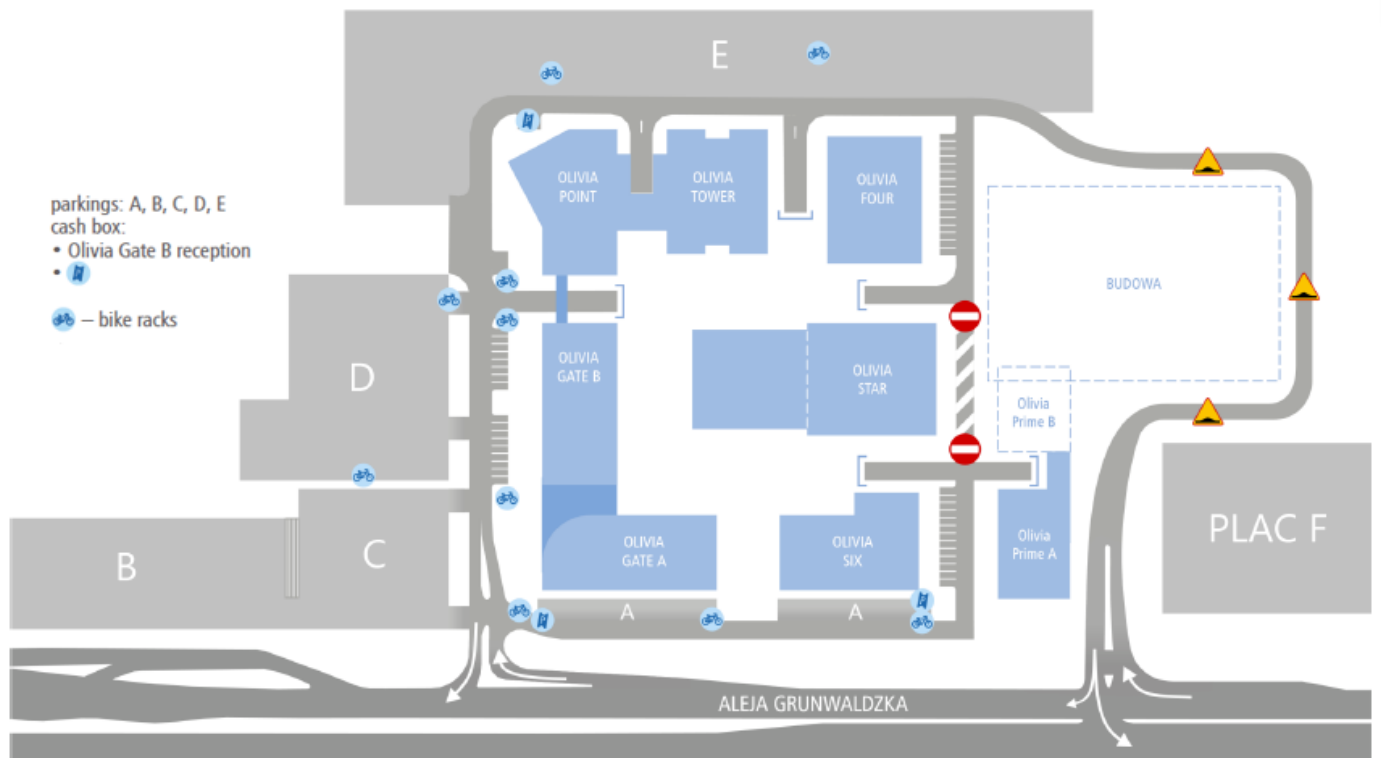 E
OLIVIA
POINT
OLIVIA
TOWER
OLIVIA
FOUR
parkings: A, B, C, D, E
cash box:
• Olivia Gate B reception
•
– bike racks
BUDOWA
D
OLIVIA
GATE B
OLIVIA
STAR
Olivia
Prime B
B
C
OLIVIA
GATE A
OLIVIA
SIX
Olivia
Prime A
PLAC F
A
A
ALEJA GRUNWALDZKA